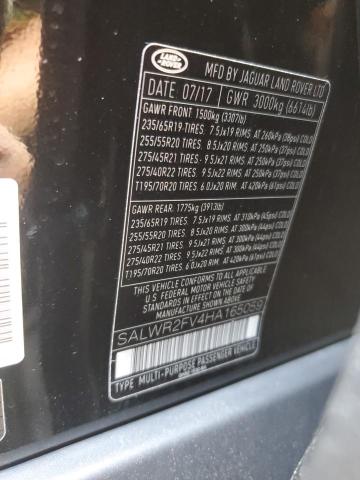 LAND ROVER
MFD BY JAGUAR LAND ROVER LTD
DATE 07/17 GWR 3000kg (6614lb)
GAWR FRONT 1500kg (3307lb)
235/65R19 TIRES 7.5Jx19 RIMS AT 260kPa (38psi) COLD
255/55R20 TIRES 8.5Jx20 RIMS AT 250kPa (37psi) COLD
275/45R21 TIRES 9.5Jx21 RIMS AT 250kPa (37psi) COLD
275/40R22 TIRES 9.5Jx22 RIMS AT 250kPa (37psi) COLD
T195/70R20 TIRES 6.0Jx20 RIM AT 420kPa (61psi) COLD
GAWR REAR: 1775kg (3913lb)
235/65R19 TIRES 7.5Jx19 RIMS AT 310kPa (45psi) COLD
255/55R20 TIRES 8.5Jx20 RIMS AT 300kPa (44psi) COLD
275/45R21 TIRES 9.5Jx21 RIMS AT 300kPa (44psi) COLD
275/40R22 TIRES 9.5Jx22 RIMS AT 300kPa (44psi) COLD
T195/70R20 TIRES 6.0Jx20 RIM AT 420kPa (61psi) COLD
THIS VEHICLE CONFORMS TO ALL APPLICABLE
U.S. FEDERAL MOTOR VEHICLE SAFETY AND
THEFT PREVENTION STANDARDS IN EFFECT ON THE
DATE OF MANUFACTURE SHOWN ABOVE
SALWR2FV4HA165059
TYPE MULTI-PURPOSE PASSENGER VEHICLE